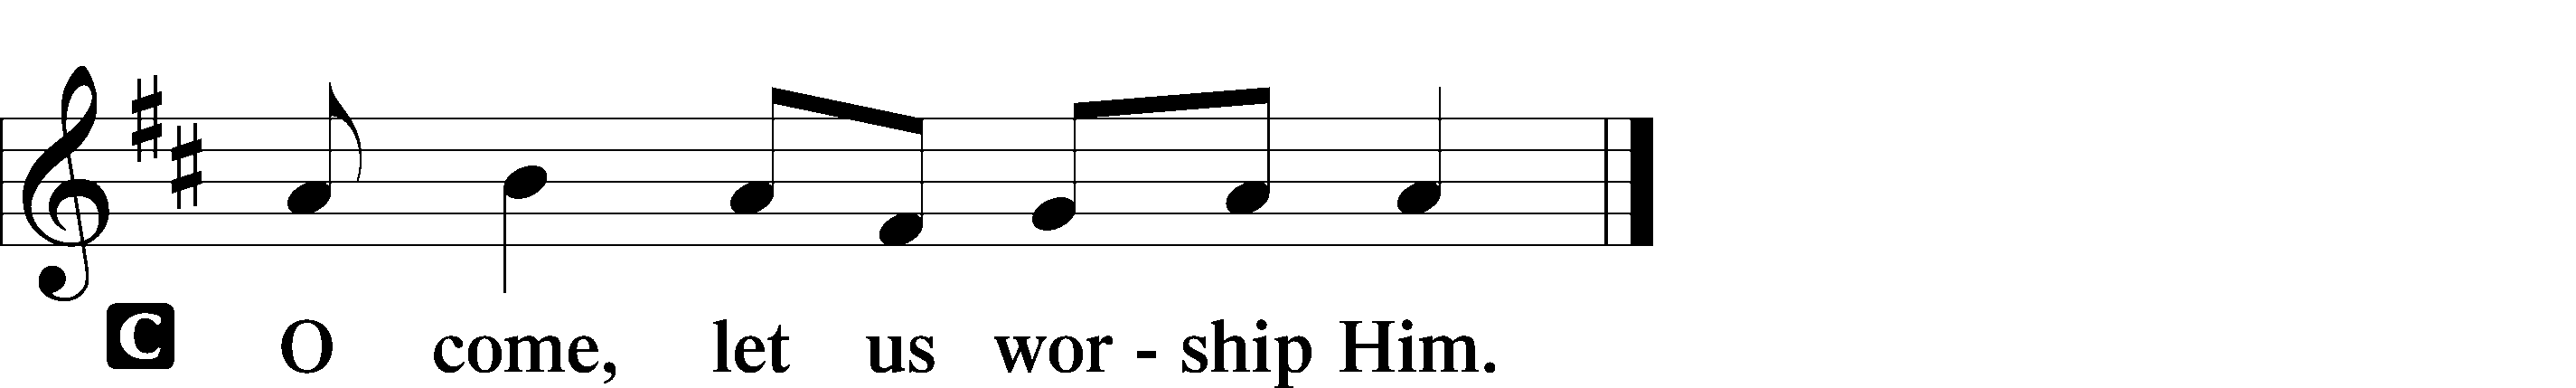 C O come, let us wor - ship Him.